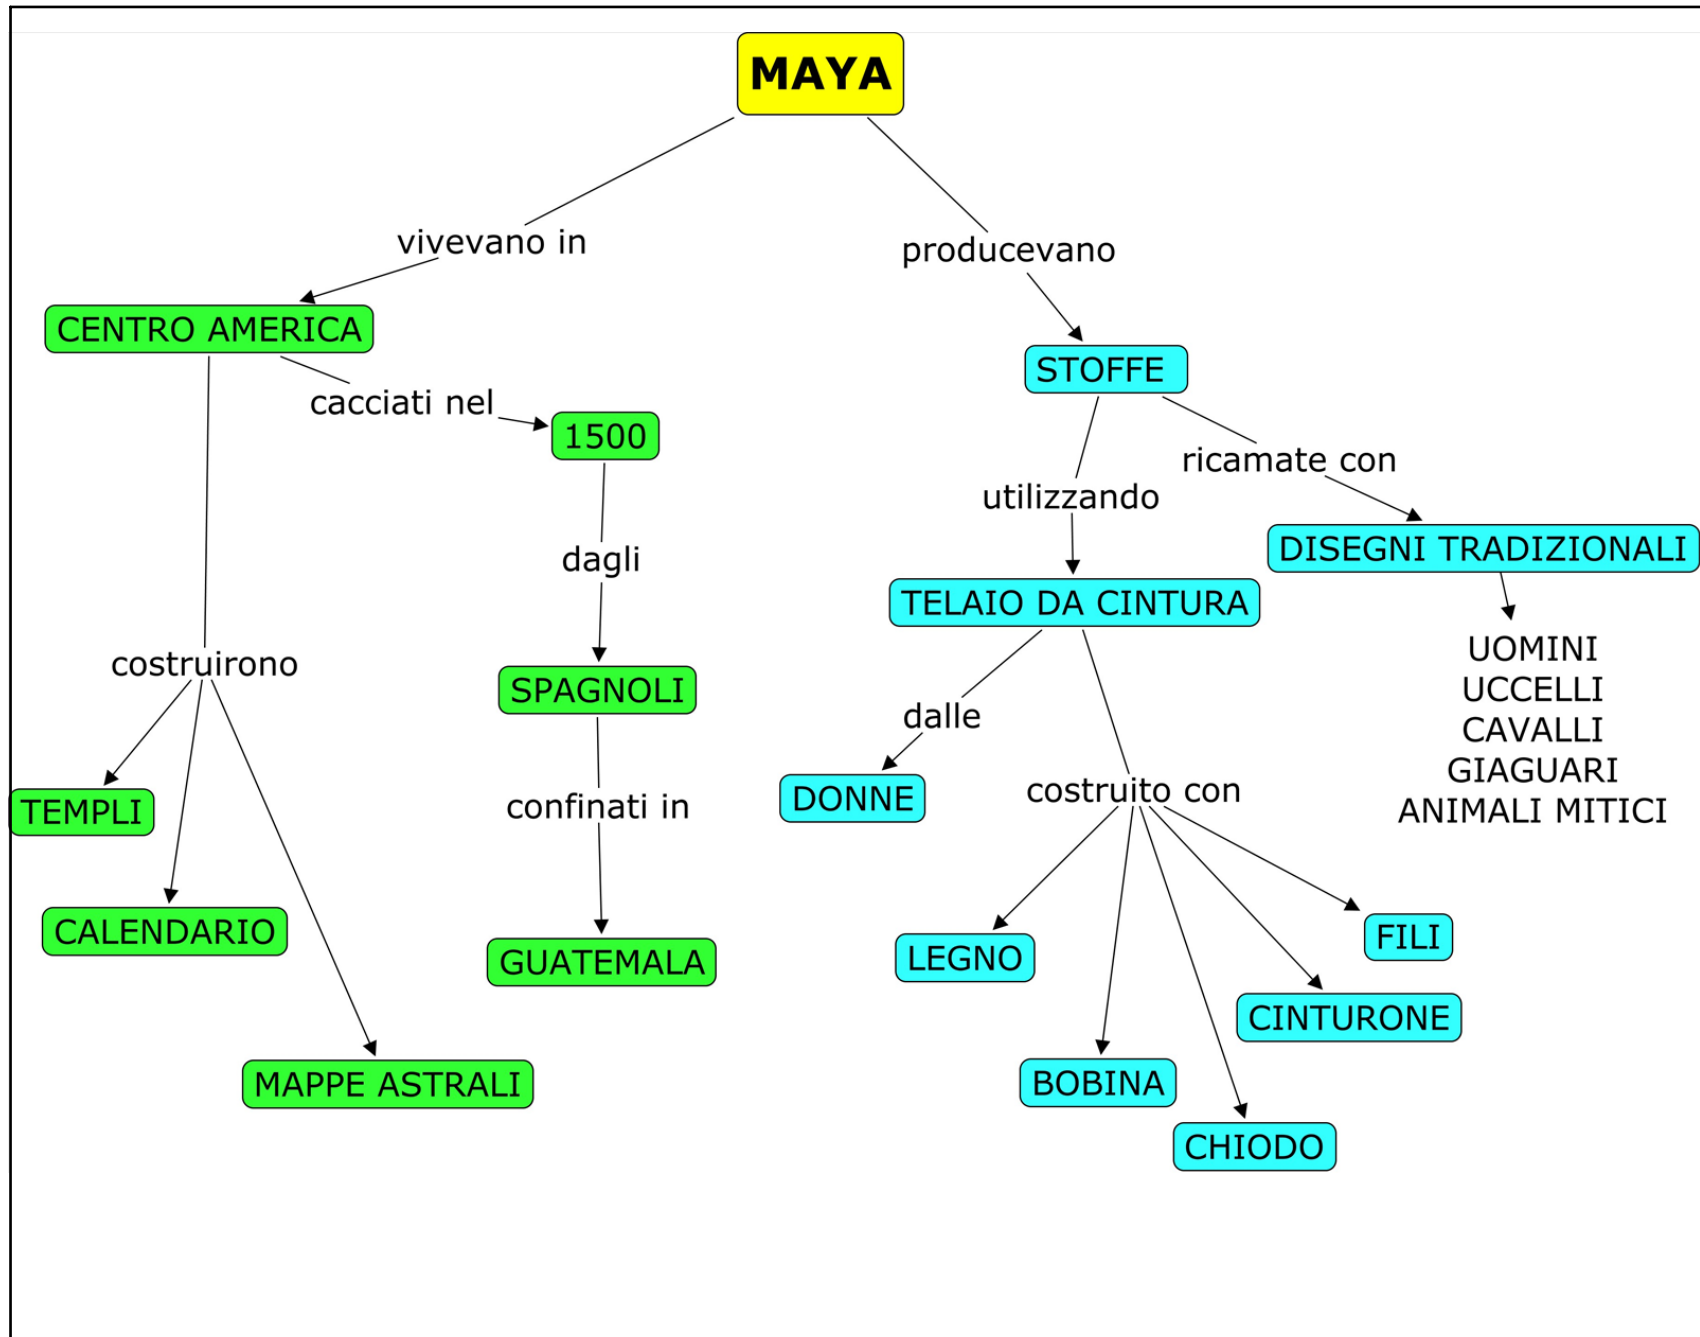 MAYA
vivevano in
producevano
CENTRO AMERICA
STOFFE
cacciati nel
1500
ricamate con
utilizzando
dagli
DISEGNI TRADIZIONALI
TELAIO DA CINTURA
UOMINI
UCCELLI
CAVALLI
GIAGUARI
ANIMALI MITICI
costruirono
SPAGNOLI
dalle
DONNE
costruito con
TEMPLI
confinati in
CALENDARIO
GUATEMALA
LEGNO
FILI
CINTURONE
MAPPE ASTRALI
BOBINA
CHIODO